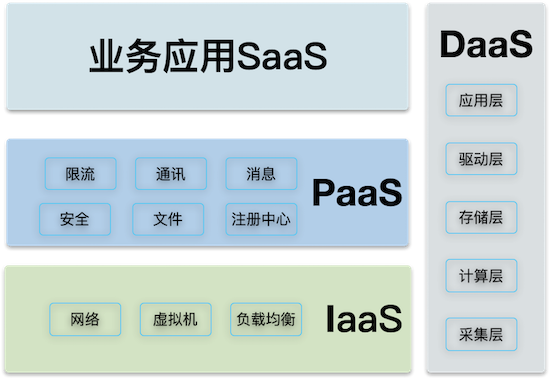 业务应用SaaS
限流
通讯
消息
PaaS
安全
文件
注册中心
网络
虚拟机
负载均衡
IaaS
DaaS
应用层
驱动层
存储层
计算层
采集层